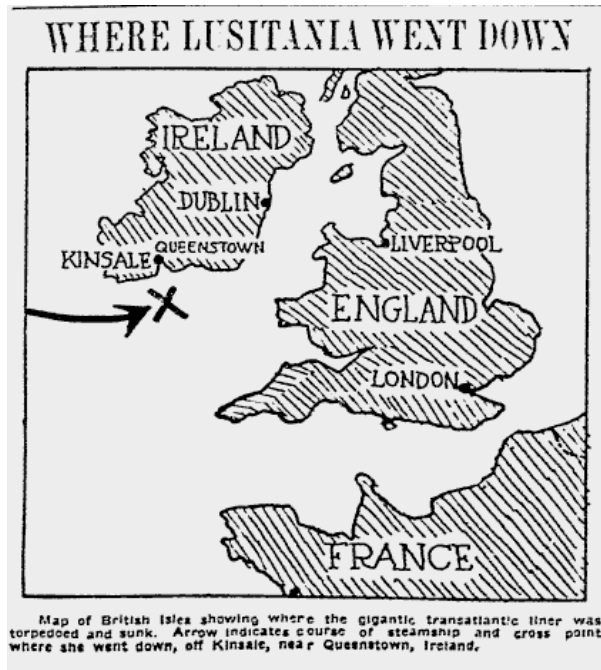 WHERE LUSITANIA WENT DOWN
IRELAND
DUBLIN
QUEENSTOWN
KINSALE
LIVERPOOL
ENGLAND
LONDON
FRANCE
Map of British Isles showing where the gigantic transatlantic liner was
torpedoed and sunk. Arrow indicates course of steamship and cross point
where she went down, off Kinsale, near Queenstown, Ireland.